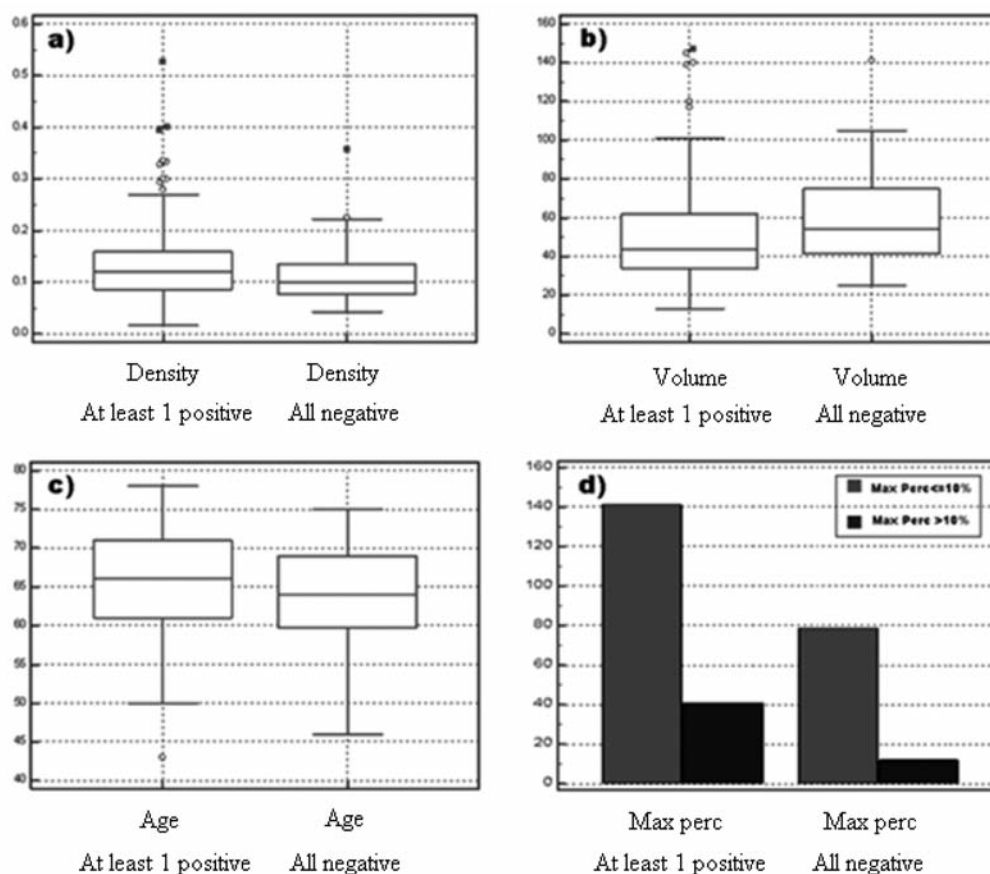 a)
0.6
0.5
0.4
0.3
0.2
0.1
0.0
Density Density
At least 1 positive All negative
b)
160
140
120
100
80
60
40
20
0
Volume Volume
At least 1 positive All negative
c)
80
75
70
65
60
55
50
45
40
Age Age
At least 1 positive All negative
d)
160
140
120
100
80
60
40
20
0
Max Perc<=10%
Max Perc >10%
Max perc Max perc
At least 1 positive All negative